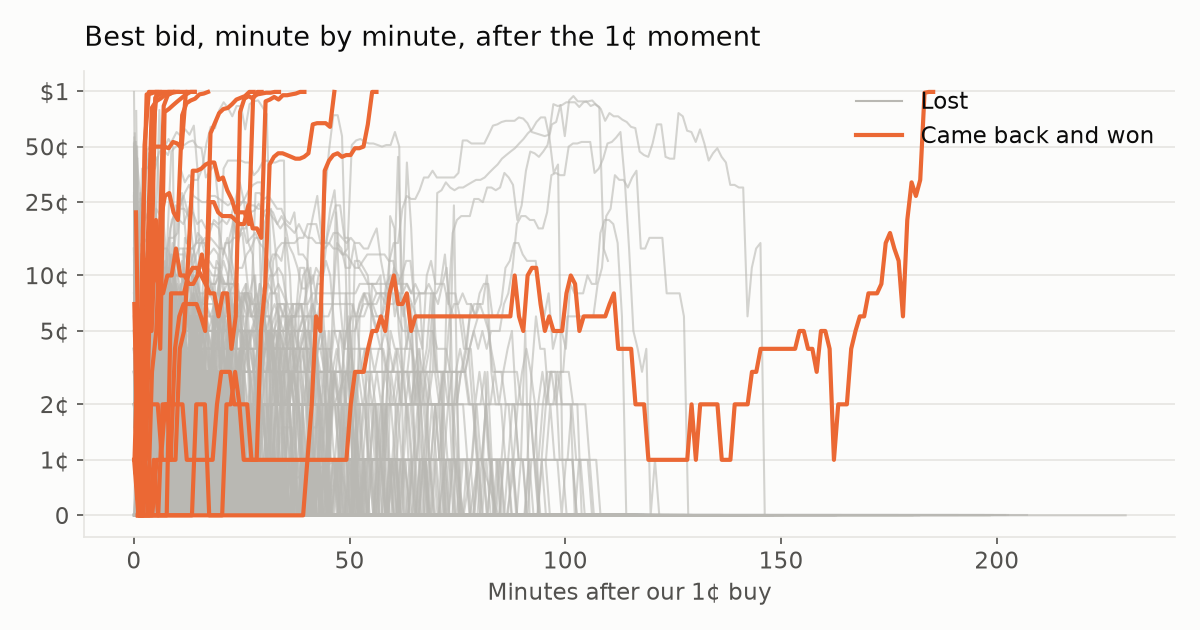 Best bid, minute by minute, after the 1¢ moment
$1
50¢
25¢
10¢
5¢
2¢
1¢
0
Lost
Came back and won
0 50 100 150 200
Minutes after our 1¢ buy